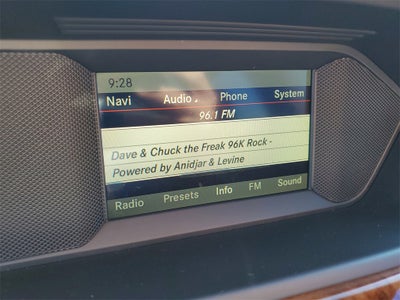 9:28
Navi Audio Phone System
96.1 FM
Dave & Chuck the Freak 96K Rock -
Powered by Anidjar & Levine
Radio Presets Info FM Sound